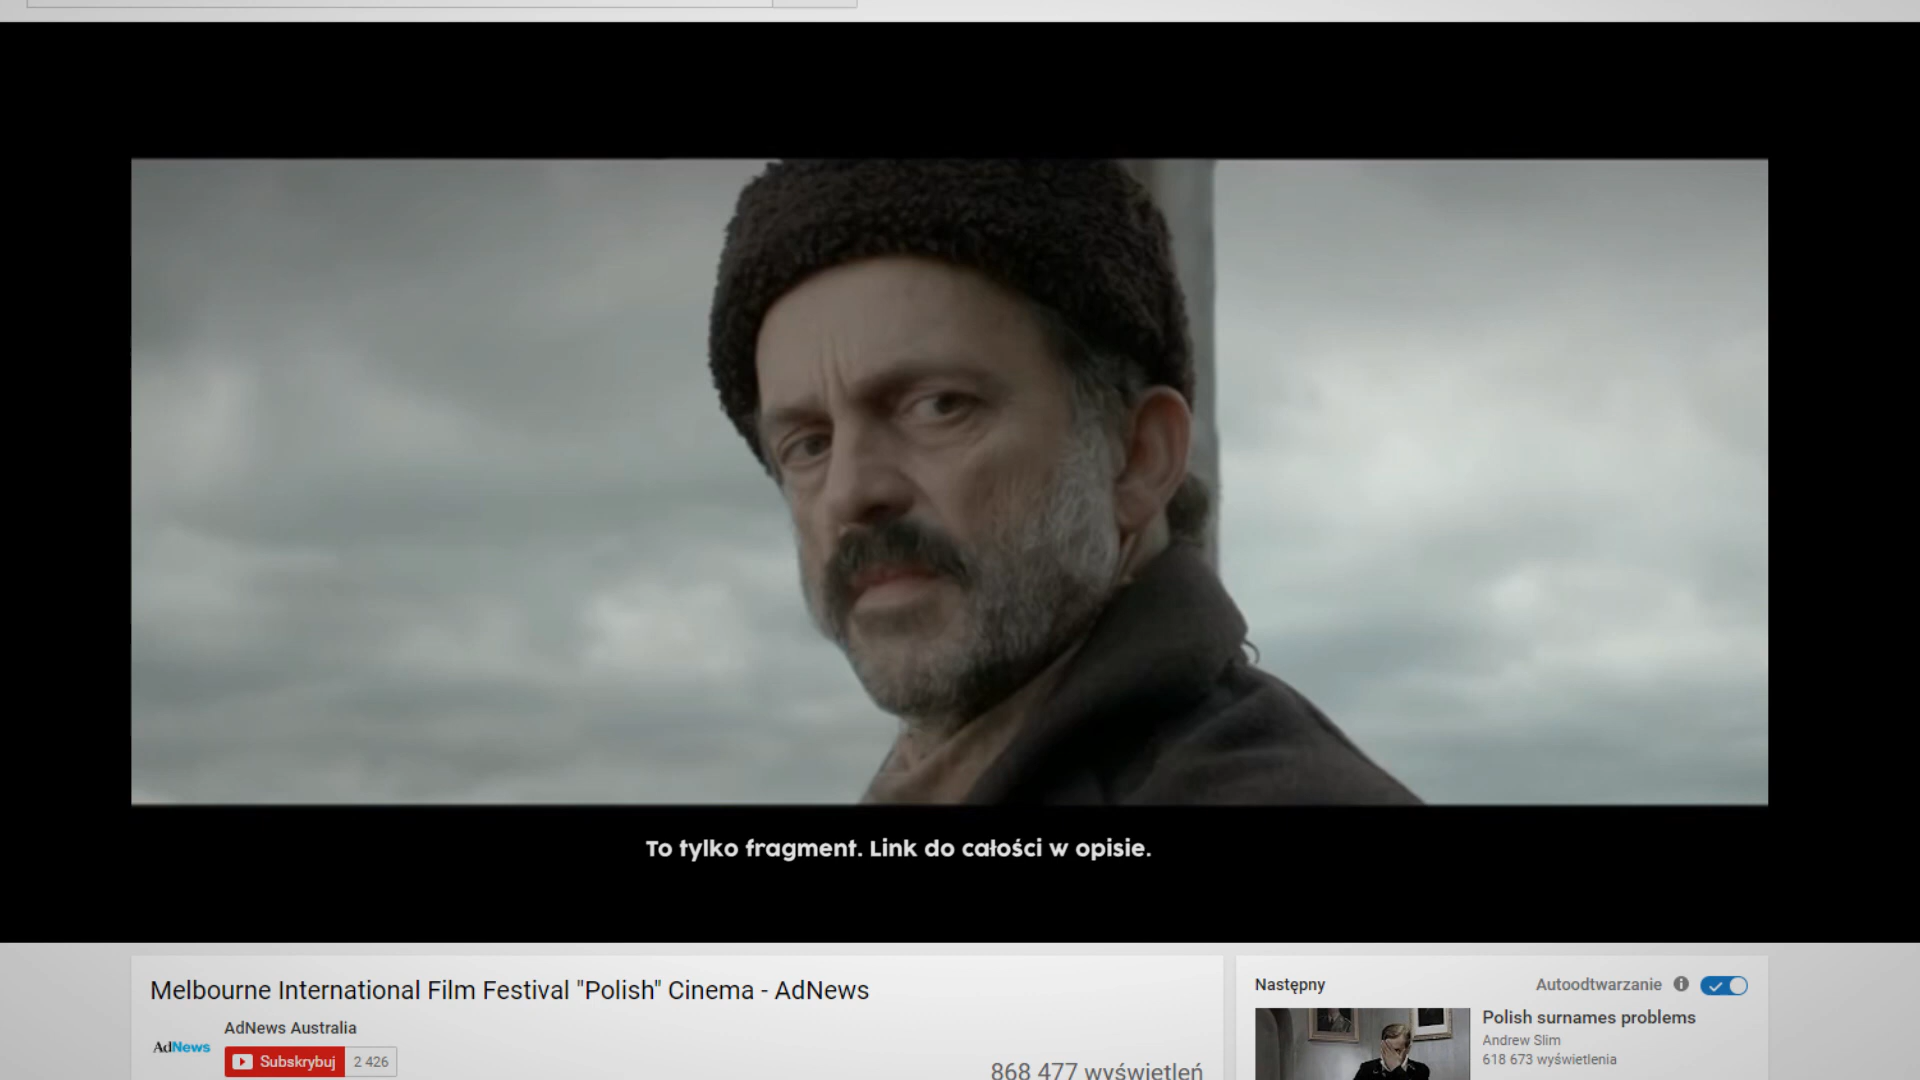 To tylko fragment. Link do całości w opisie.
Melbourne International Film Festival "Polish" Cinema - AdNews
AdNews
AdNews Australia
Subskrybuj 2 426
868 477 wyświetleń
Następny
Autoodtwarzanie
Polish surnames problems
Andrew Slim
618 673 wyświetlenia